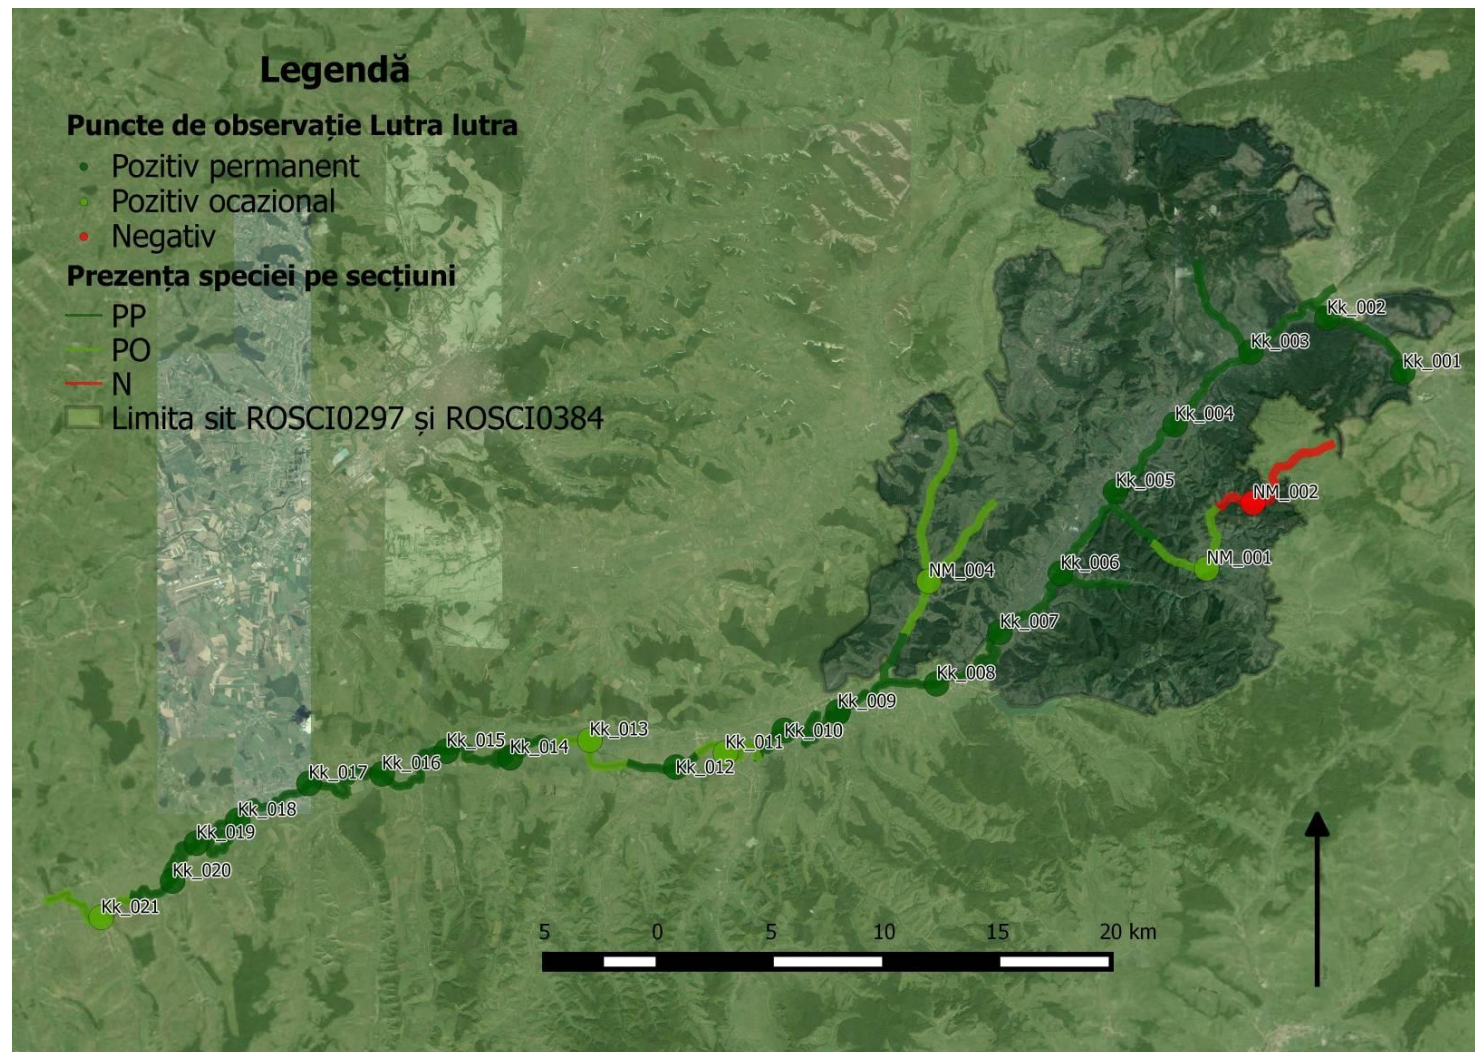 Legendă
Puncte de observație Lutra lutra
Pozitiv permanent
Pozitiv ocazional
Negativ
Prezența speciei pe secțiuni
PP
PO
N
Limita sit ROSCI0297 și ROSCI0384
Kk_002
Kk_003
Kk_001
Kk_004
Kk_005
NM_002
Kk_006
NM_001
NM_004
Kk_007
Kk_008
Kk_009
Kk_010
Kk_013
Kk_011
Kk_015
Kk_014
Kk_012
Kk_016
Kk_017
Kk_018
Kk_019
Kk_020
Kk_021
5 0 5 10 15 20 km